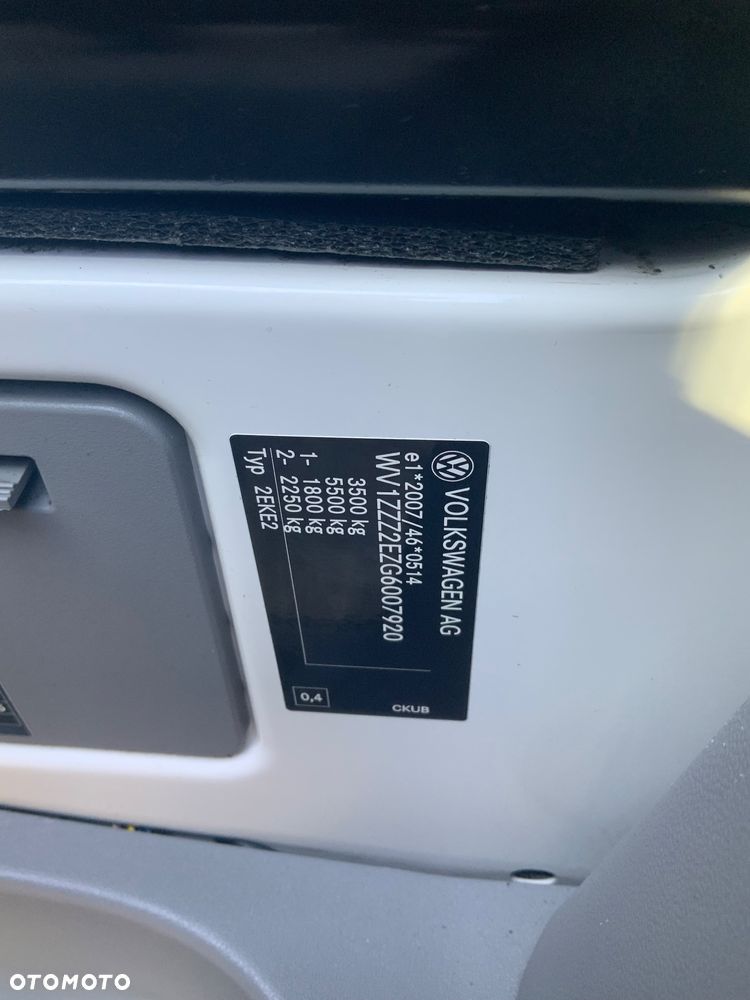 VOLKSWAGEN AG
e1*2007/46*0514
WV1ZZZ2EZG6007920
3500 kg
5500 kg
1- 1800 kg
2- 2250 kg
Typ 2EKE2
0,4
CKUB
OTOMOTO